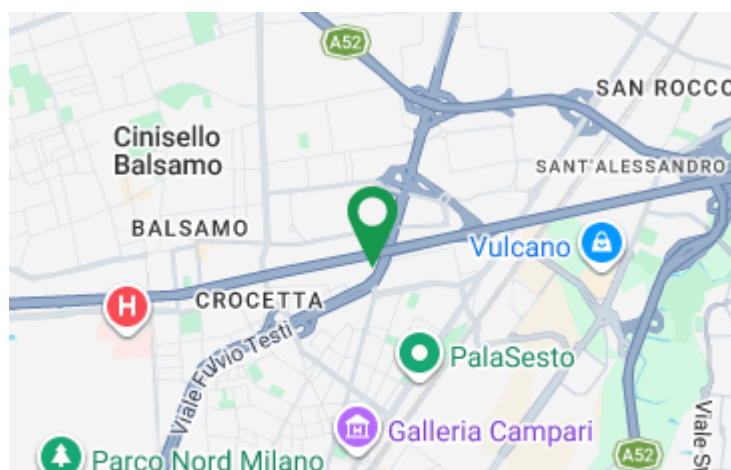 A52
SAN ROCCO
Cinisello
Balsamo
SANT'ALESSANDRO
BALSAMO
Vulcano
H
CROCETTA
Viale Fulvio Testi
PalaSesto
Galleria Campari
Viale S
A52
Parco Nord Milano